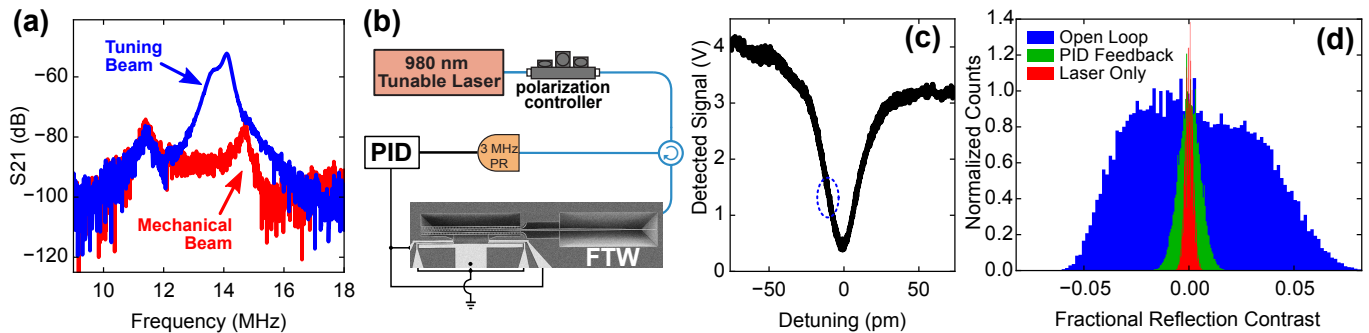 (a)
S21 (dB)
−60
−80
−100
−120
10
12
14
16
18
Frequency (MHz)
Tuning
Beam
Mechanical
Beam
(b)
980 nm
Tunable Laser
polarization
controller
PID
3 MHz
PR
FTW
(c)
Detected Signal (V)
4
3
2
1
0
−50
0
50
Detuning (pm)
(d)
Normalized Counts
1.4
1.2
1.0
0.8
0.6
0.4
0.2
0.0
Open Loop
PID Feedback
Laser Only
−0.05
0.00
0.05
Fractional Reflection Contrast